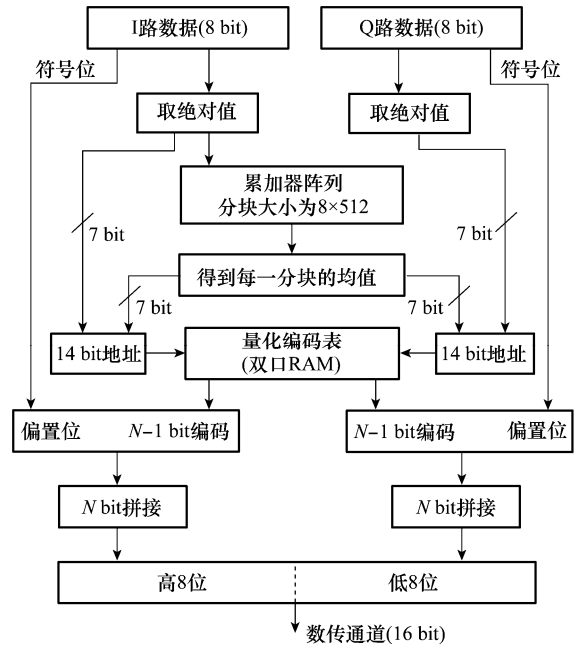 I路数据(8 bit)
Q路数据(8 bit)
符号位
符号位
取绝对值
取绝对值
累加器阵列
分块大小为8×512
7 bit
7 bit
得到每一分块的均值
7 bit
7 bit
14 bit地址
量化编码表
(双口RAM)
14 bit地址
偏置位
N−1 bit编码
N−1 bit编码
偏置位
N bit拼接
N bit拼接
高8位
低8位
数传通道(16 bit)